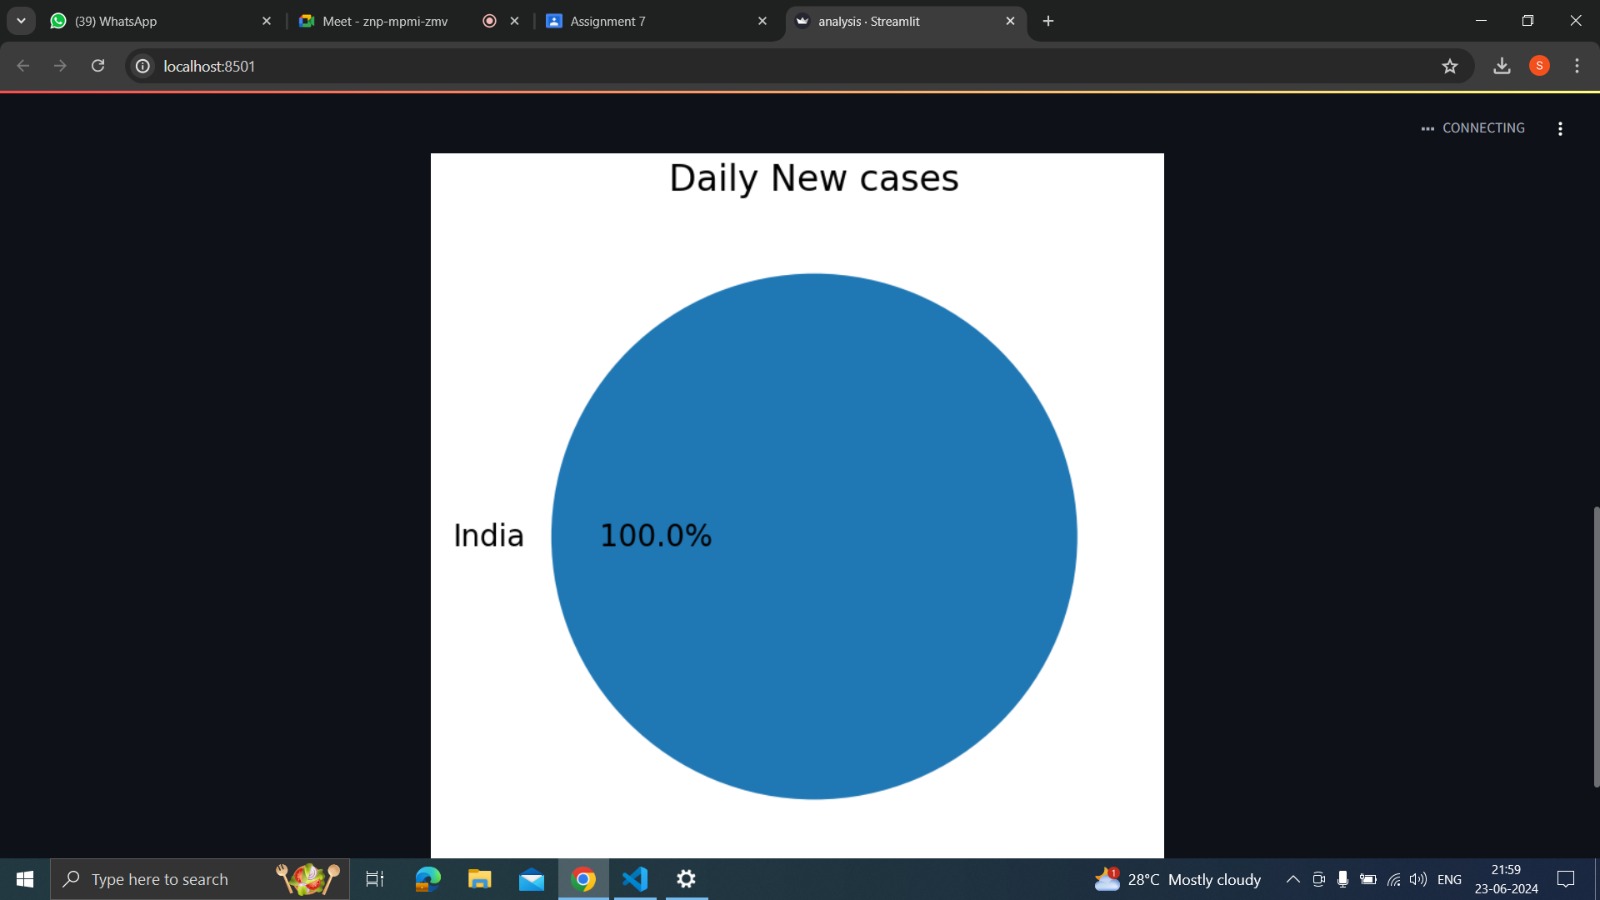 (39) WhatsApp
Meet - znp-mpmi-zmv
Assignment 7
analysis · Streamlit
localhost:8501
S
CONNECTING
Daily New cases
India 100.0%
Type here to search
1
28°C Mostly cloudy
ENG
21:59
23-06-2024